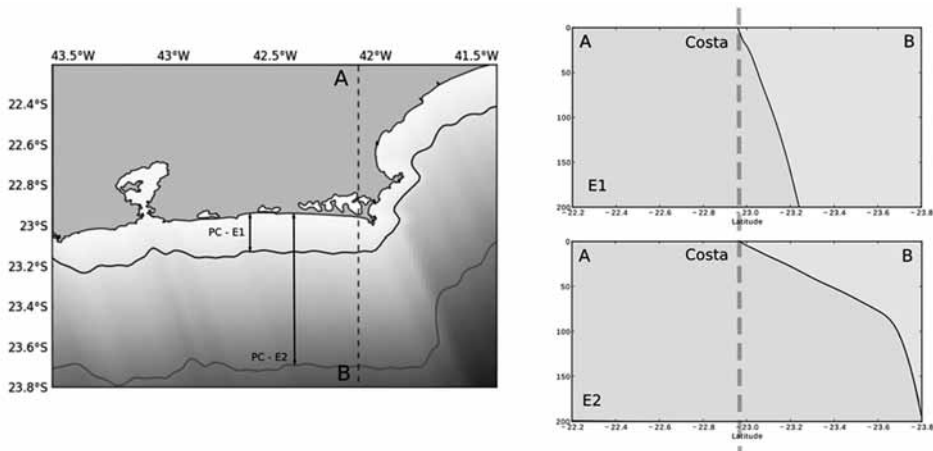 43.5°W 43°W 42.5°W 42°W 41.5°W
22.4°S
22.6°S
22.8°S
23°S
23.2°S
23.4°S
23.6°S
23.8°S
A
PC - E1
PC - E2
B
0
50
100
150
200
A
Costa
B
E1
−22.2 −22.4 −22.6 −22.8 −23.0 −23.2 −23.4 −23.6 −23.8
Latitude
0
50
100
150
200
A
Costa
B
E2
−22.2 −22.4 −22.6 −22.8 −23.0 −23.2 −23.4 −23.6 −23.8
Latitude